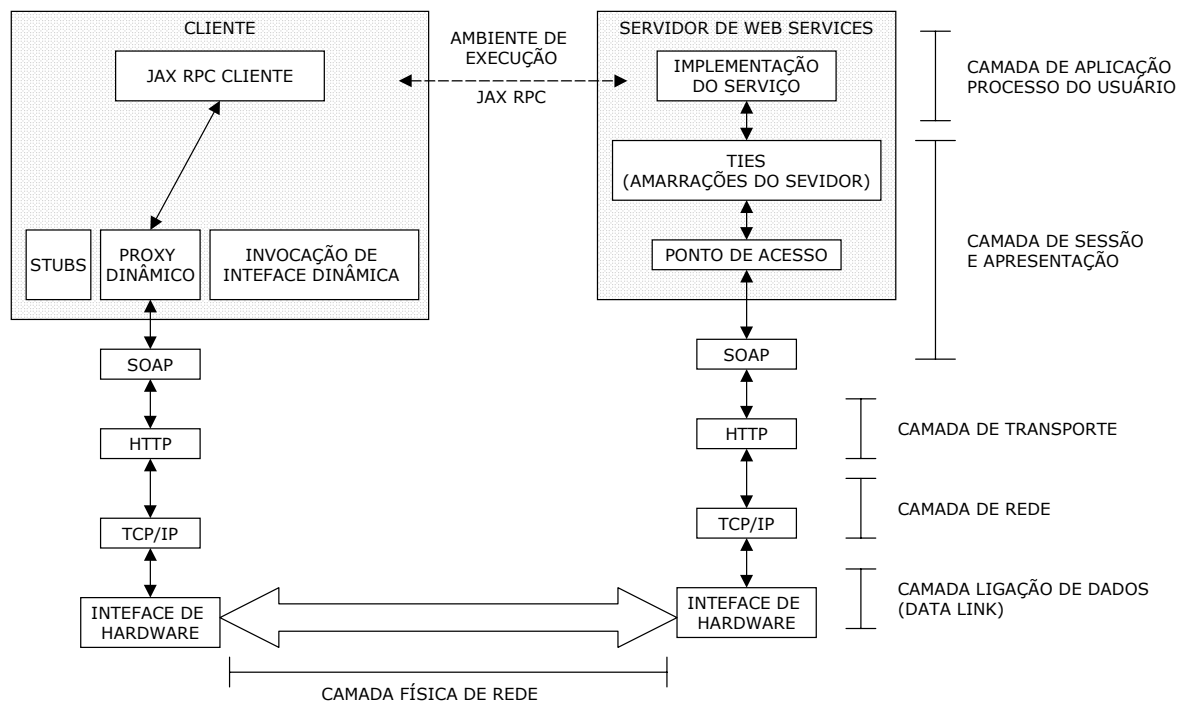 CLIENTE
JAX RPC CLIENTE
STUBS
PROXY
DINÂMICO
INVOCAÇÃO DE
INTEFACE DINÂMICA
SOAP
HTTP
TCP/IP
INTEFACE DE
HARDWARE
AMBIENTE DE
EXECUÇÃO
JAX RPC
SERVIDOR DE WEB SERVICES
IMPLEMENTAÇÃO
DO SERVIÇO
TIES
(AMARRAÇÕES DO SEVIDOR)
PONTO DE ACESSO
SOAP
HTTP
TCP/IP
INTEFACE DE
HARDWARE
CAMADA DE APLICAÇÃO
PROCESSO DO USUÁRIO
CAMADA DE SESSÃO
E APRESENTAÇÃO
CAMADA DE TRANSPORTE
CAMADA DE REDE
CAMADA LIGAÇÃO DE DADOS
(DATA LINK)
CAMADA FÍSICA DE REDE